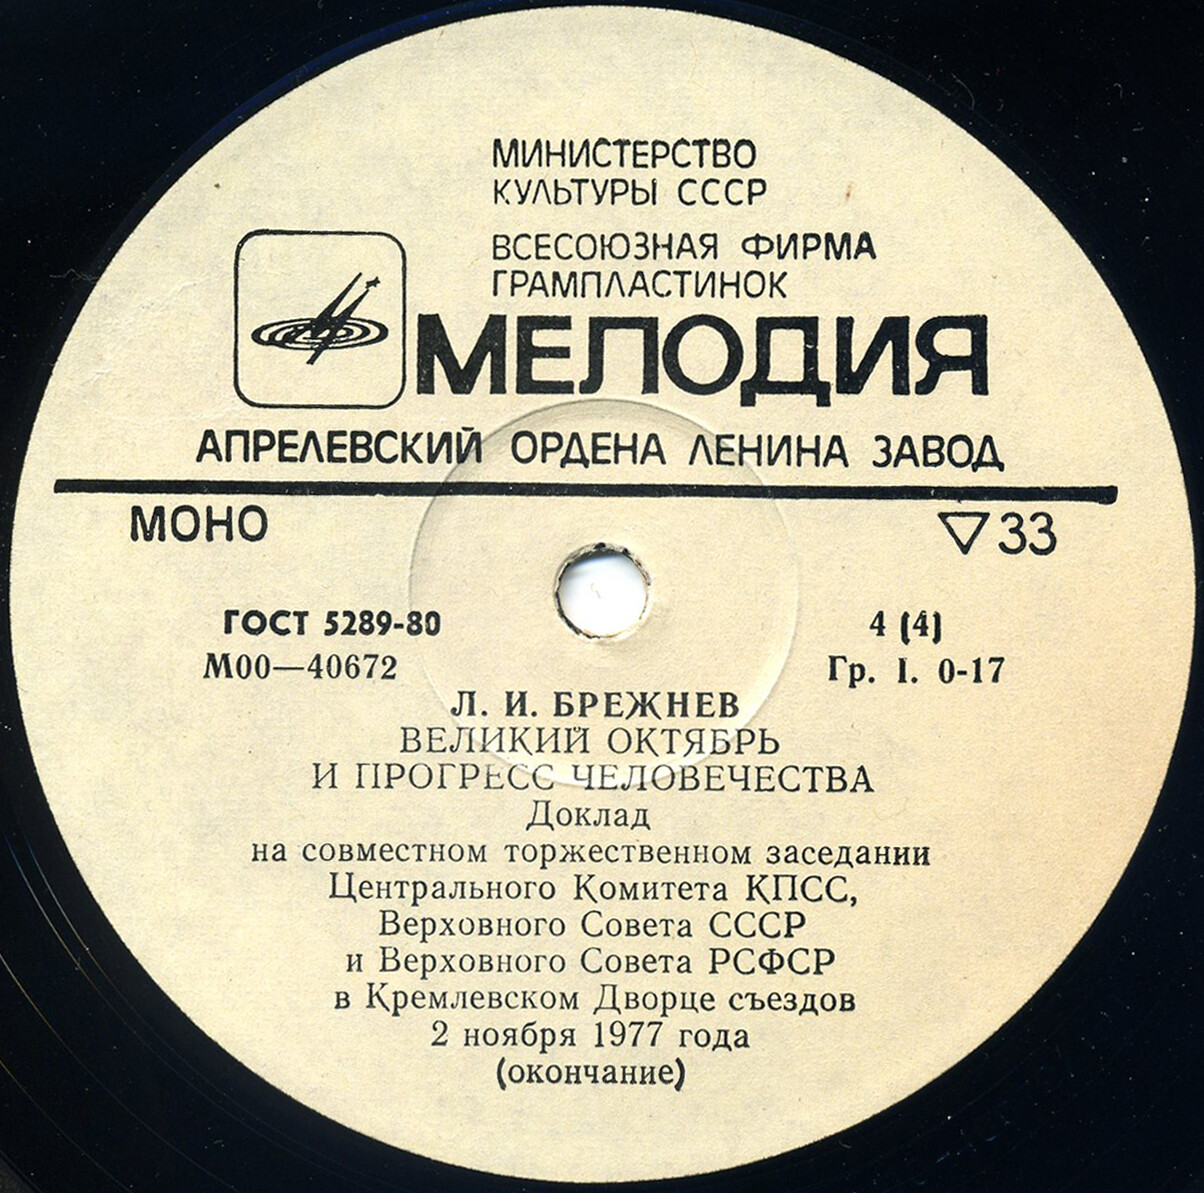 МИНИСТЕРСТВО
КУЛЬТУРЫ СССР
ВСЕСОЮЗНАЯ ФИРМА
ГРАМПЛАСТИНОК
МЕЛОДИЯ
АПРЕЛЕВСКИЙ ОРДЕНА ЛЕНИНА ЗАВОД
МОНО ▽33
ГОСТ 5289-80 4 (4)
М00—40672 Гр. I. 0-17
Л. И. БРЕЖНЕВ
ВЕЛИКИЙ ОКТЯБРЬ
И ПРОГРЕСС ЧЕЛОВЕЧЕСТВА
Доклад
на совместном торжественном заседании
Центрального Комитета КПСС,
Верховного Совета СССР
и Верховного Совета РСФСР
в Кремлевском Дворце съездов
2 ноября 1977 года
(окончание)